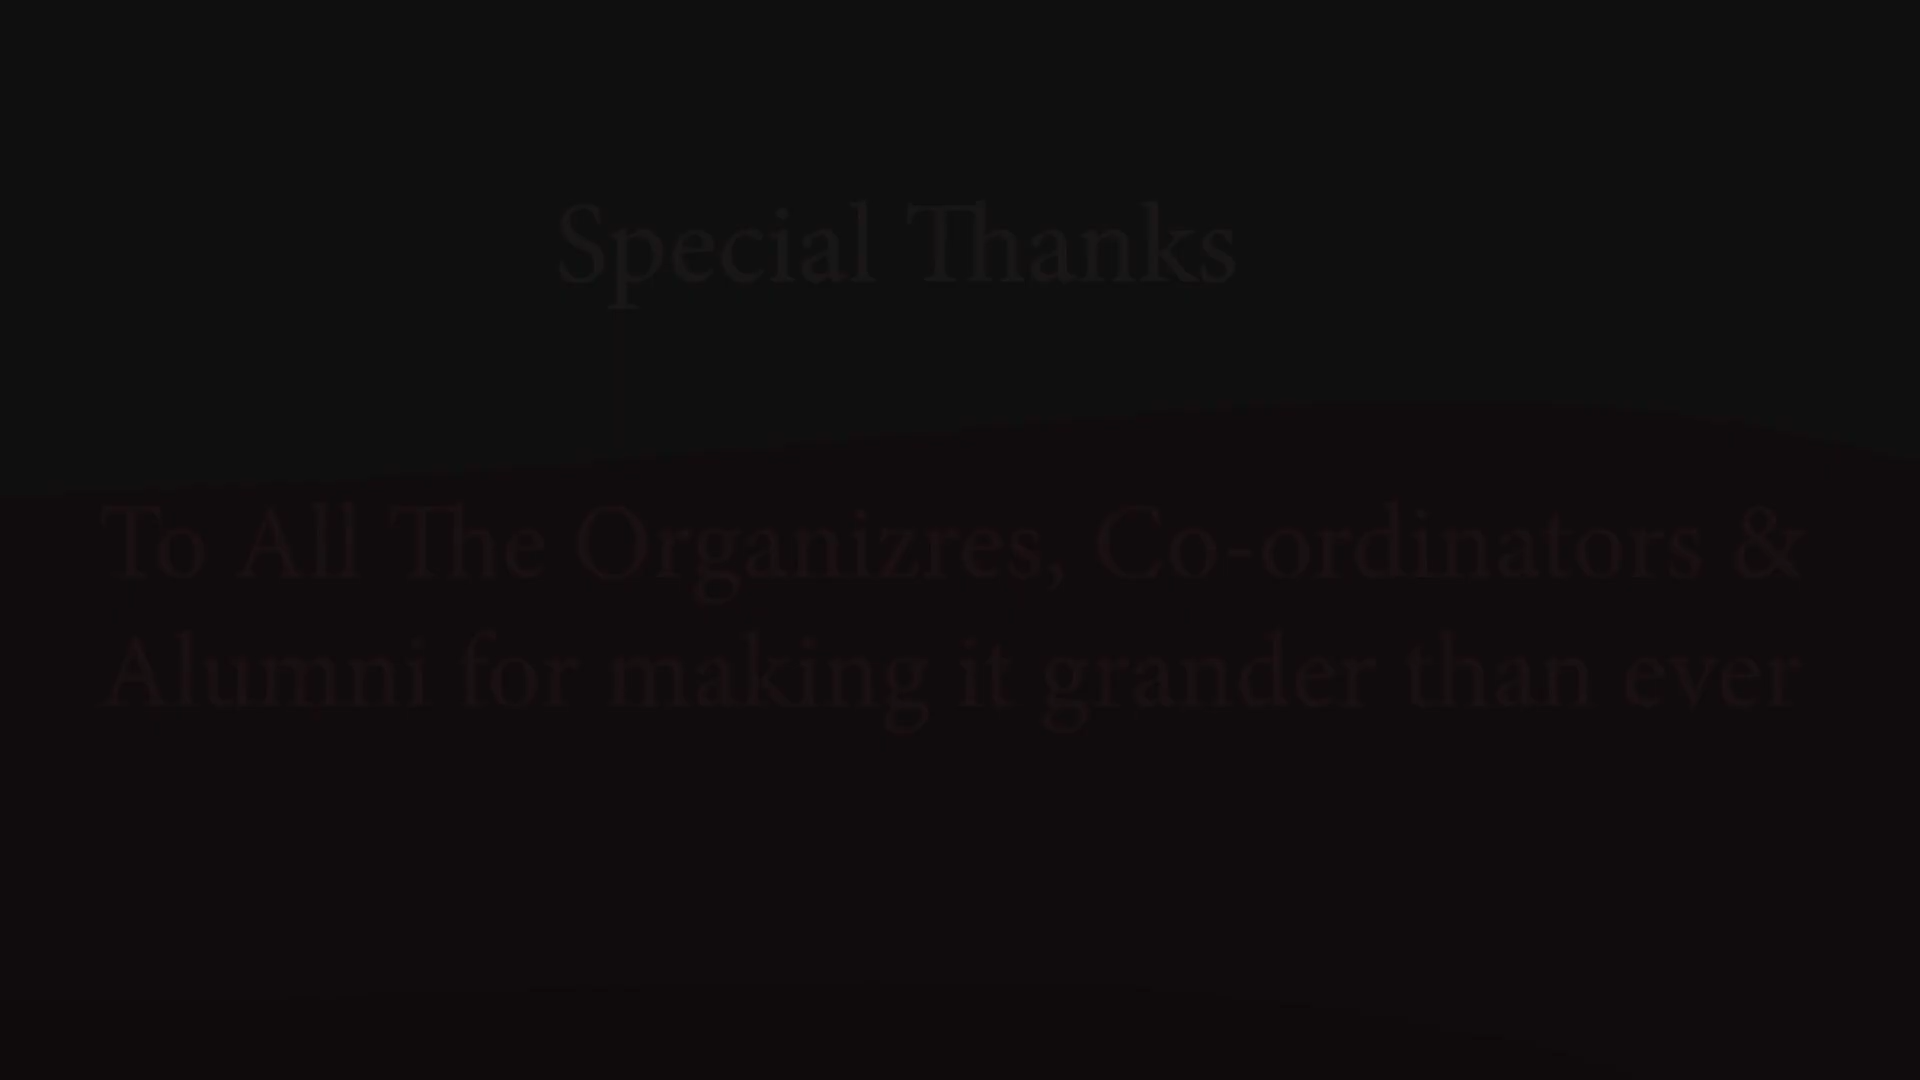 Special Thanks
To All The Organizres, Co-ordinators &
Alumni for making it grander than ever